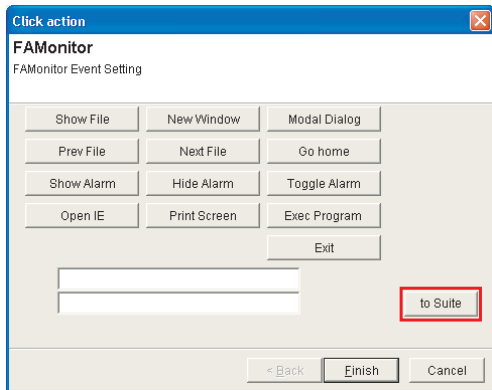 Click action
FAMonitor
FAMonitor Event Setting
Show File New Window Modal Dialog
Prev File Next File Go home
Show Alarm Hide Alarm Toggle Alarm
Open IE Print Screen Exec Program
Exit
to Suite
< Back Finish Cancel